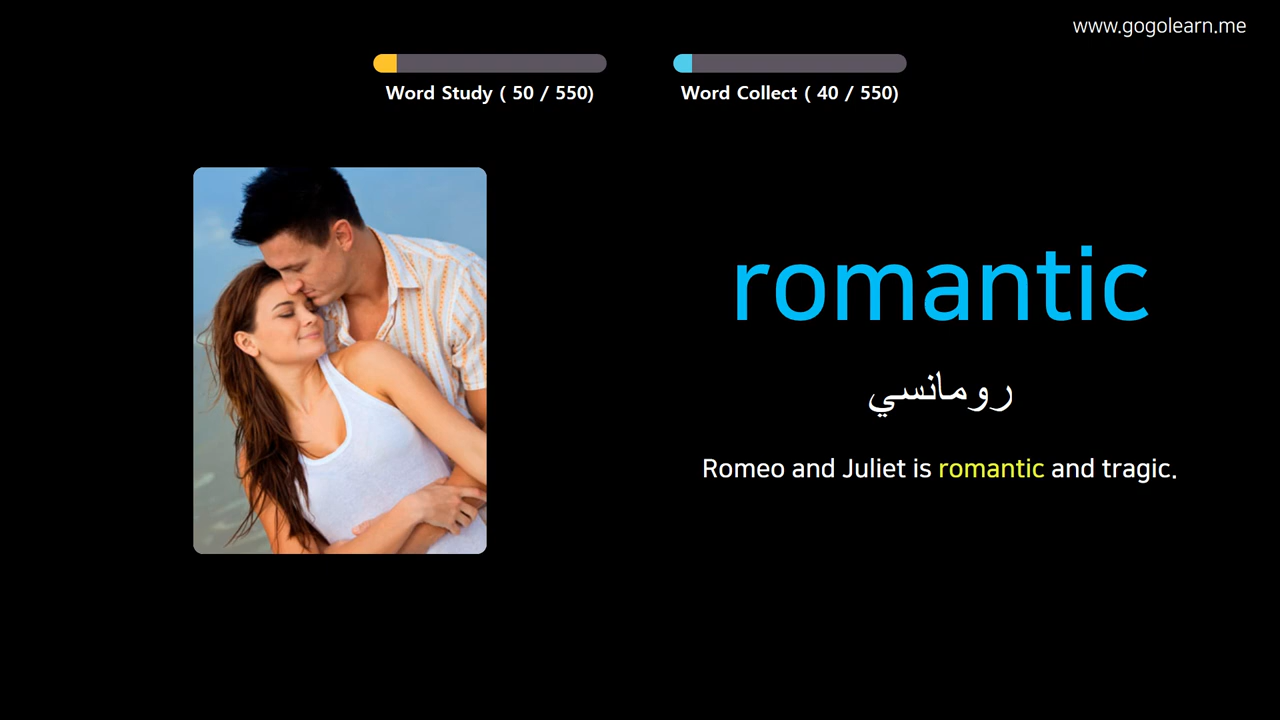 www.gogolearn.me
Word Study ( 50 / 550)
Word Collect ( 40 / 550)
romantic
رومانسي
Romeo and Juliet is romantic and tragic.